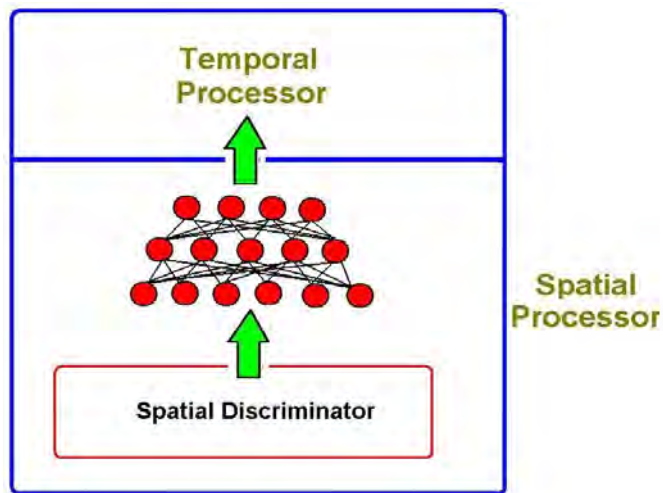 Temporal
Processor
Spatial
Processor
Spatial Discriminator